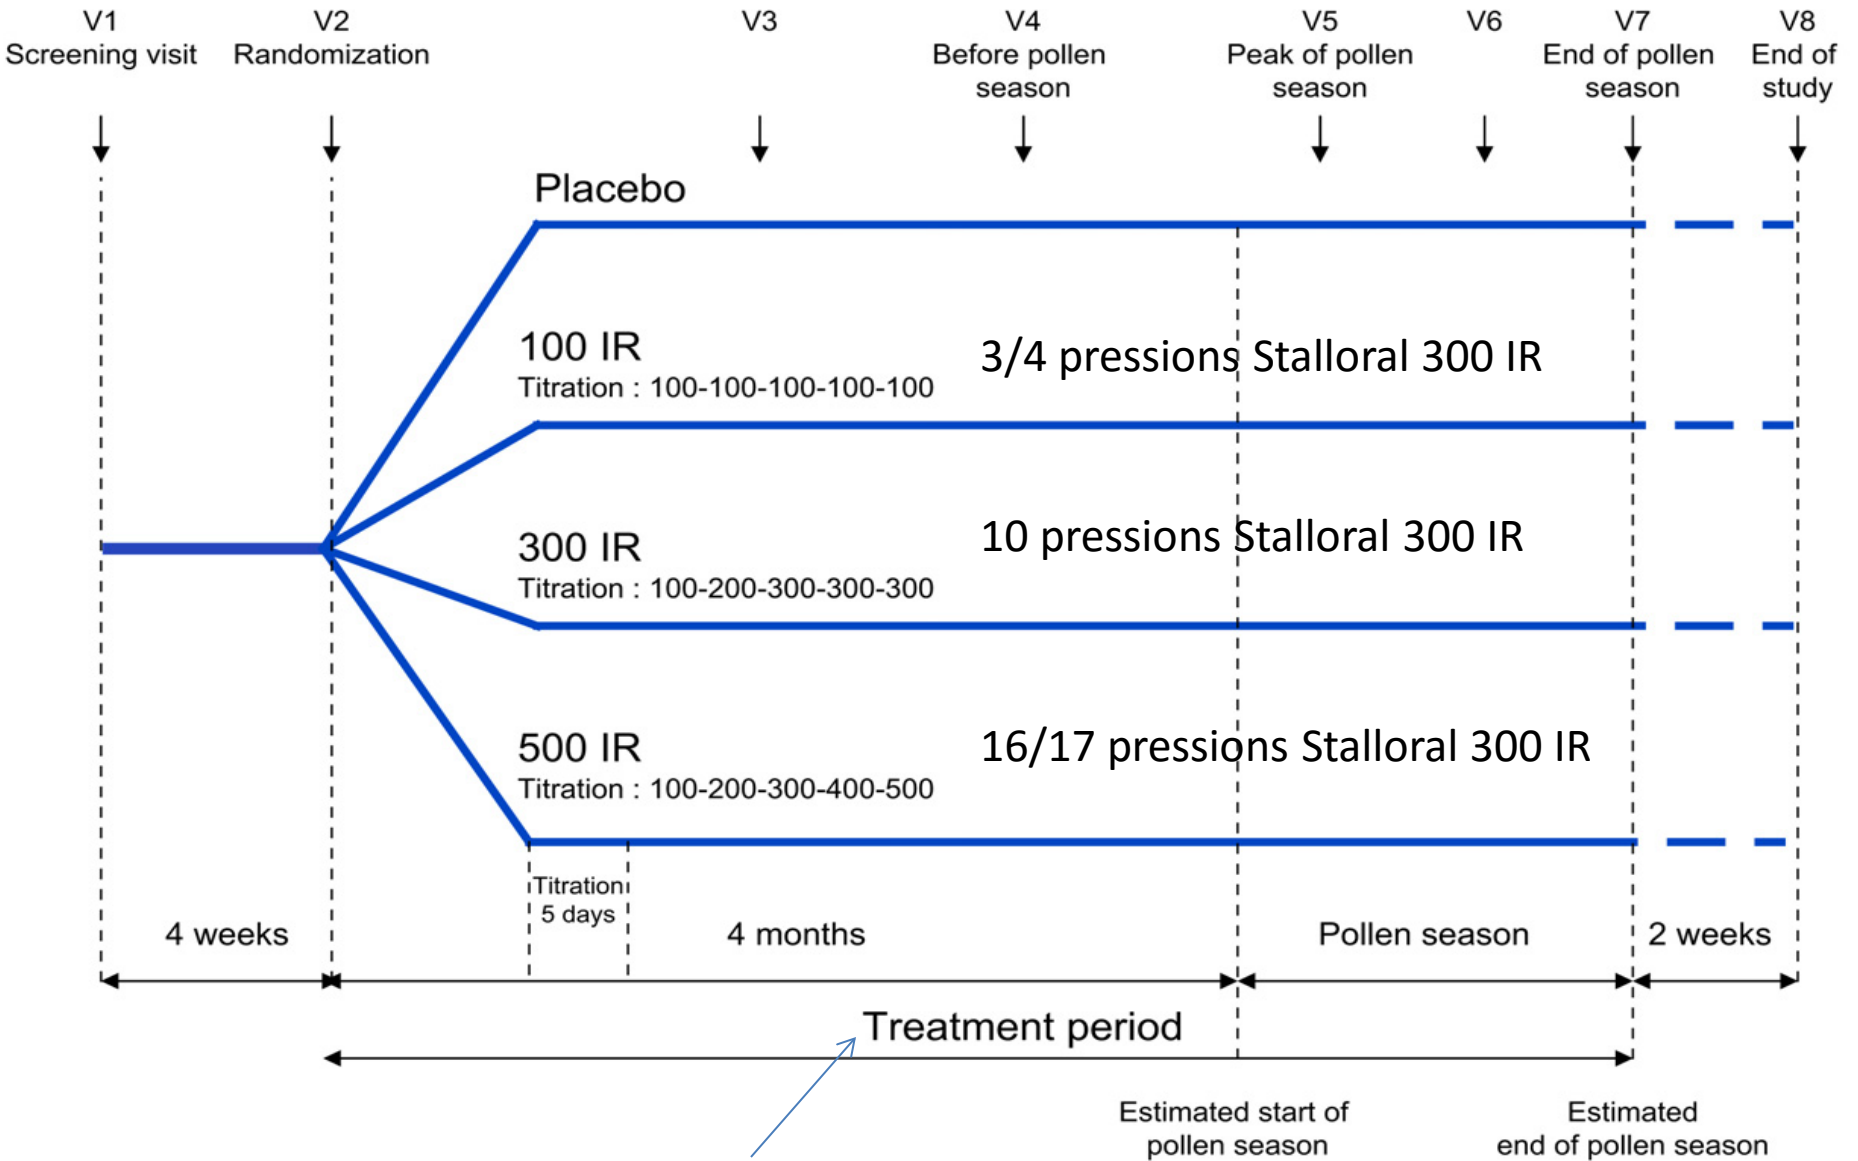 V1
Screening visit
V2
Randomization
V3
V4
Before pollen
season
V5
Peak of pollen
season
V6
V7
End of pollen
season
V8
End of
study
Placebo
100 IR
Titration : 100-100-100-100-100
3/4 pressions Stalloral 300 IR
300 IR
Titration : 100-200-300-300-300
10 pressions Stalloral 300 IR
500 IR
Titration : 100-200-300-400-500
16/17 pressions Stalloral 300 IR
Titration
5 days
4 weeks
4 months
Pollen season
2 weeks
Treatment period
Estimated start of
pollen season
Estimated
end of pollen season